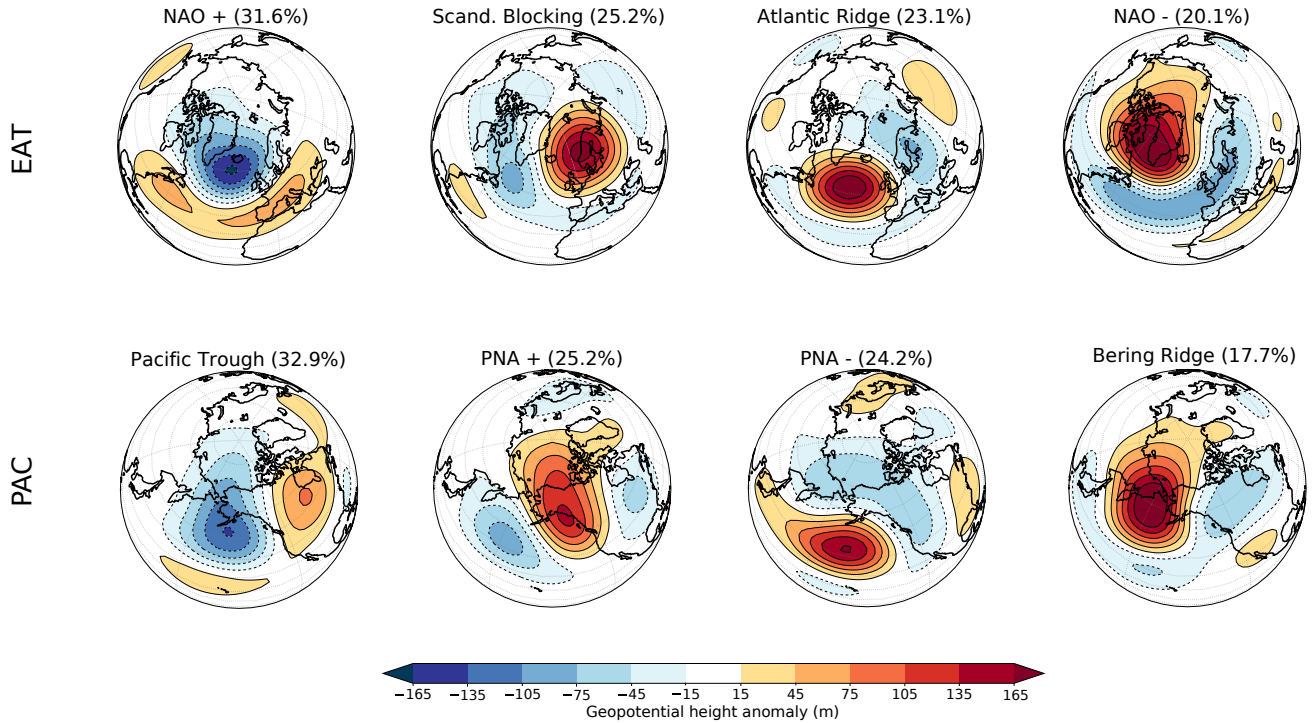 NAO + (31.6%)
Scand. Blocking (25.2%)
Atlantic Ridge (23.1%)
NAO - (20.1%)
EAT
Pacific Trough (32.9%)
PNA + (25.2%)
PNA - (24.2%)
Bering Ridge (17.7%)
PAC
−165 −135 −105 −75 −45 −15 15 45 75 105 135 165
Geopotential height anomaly (m)